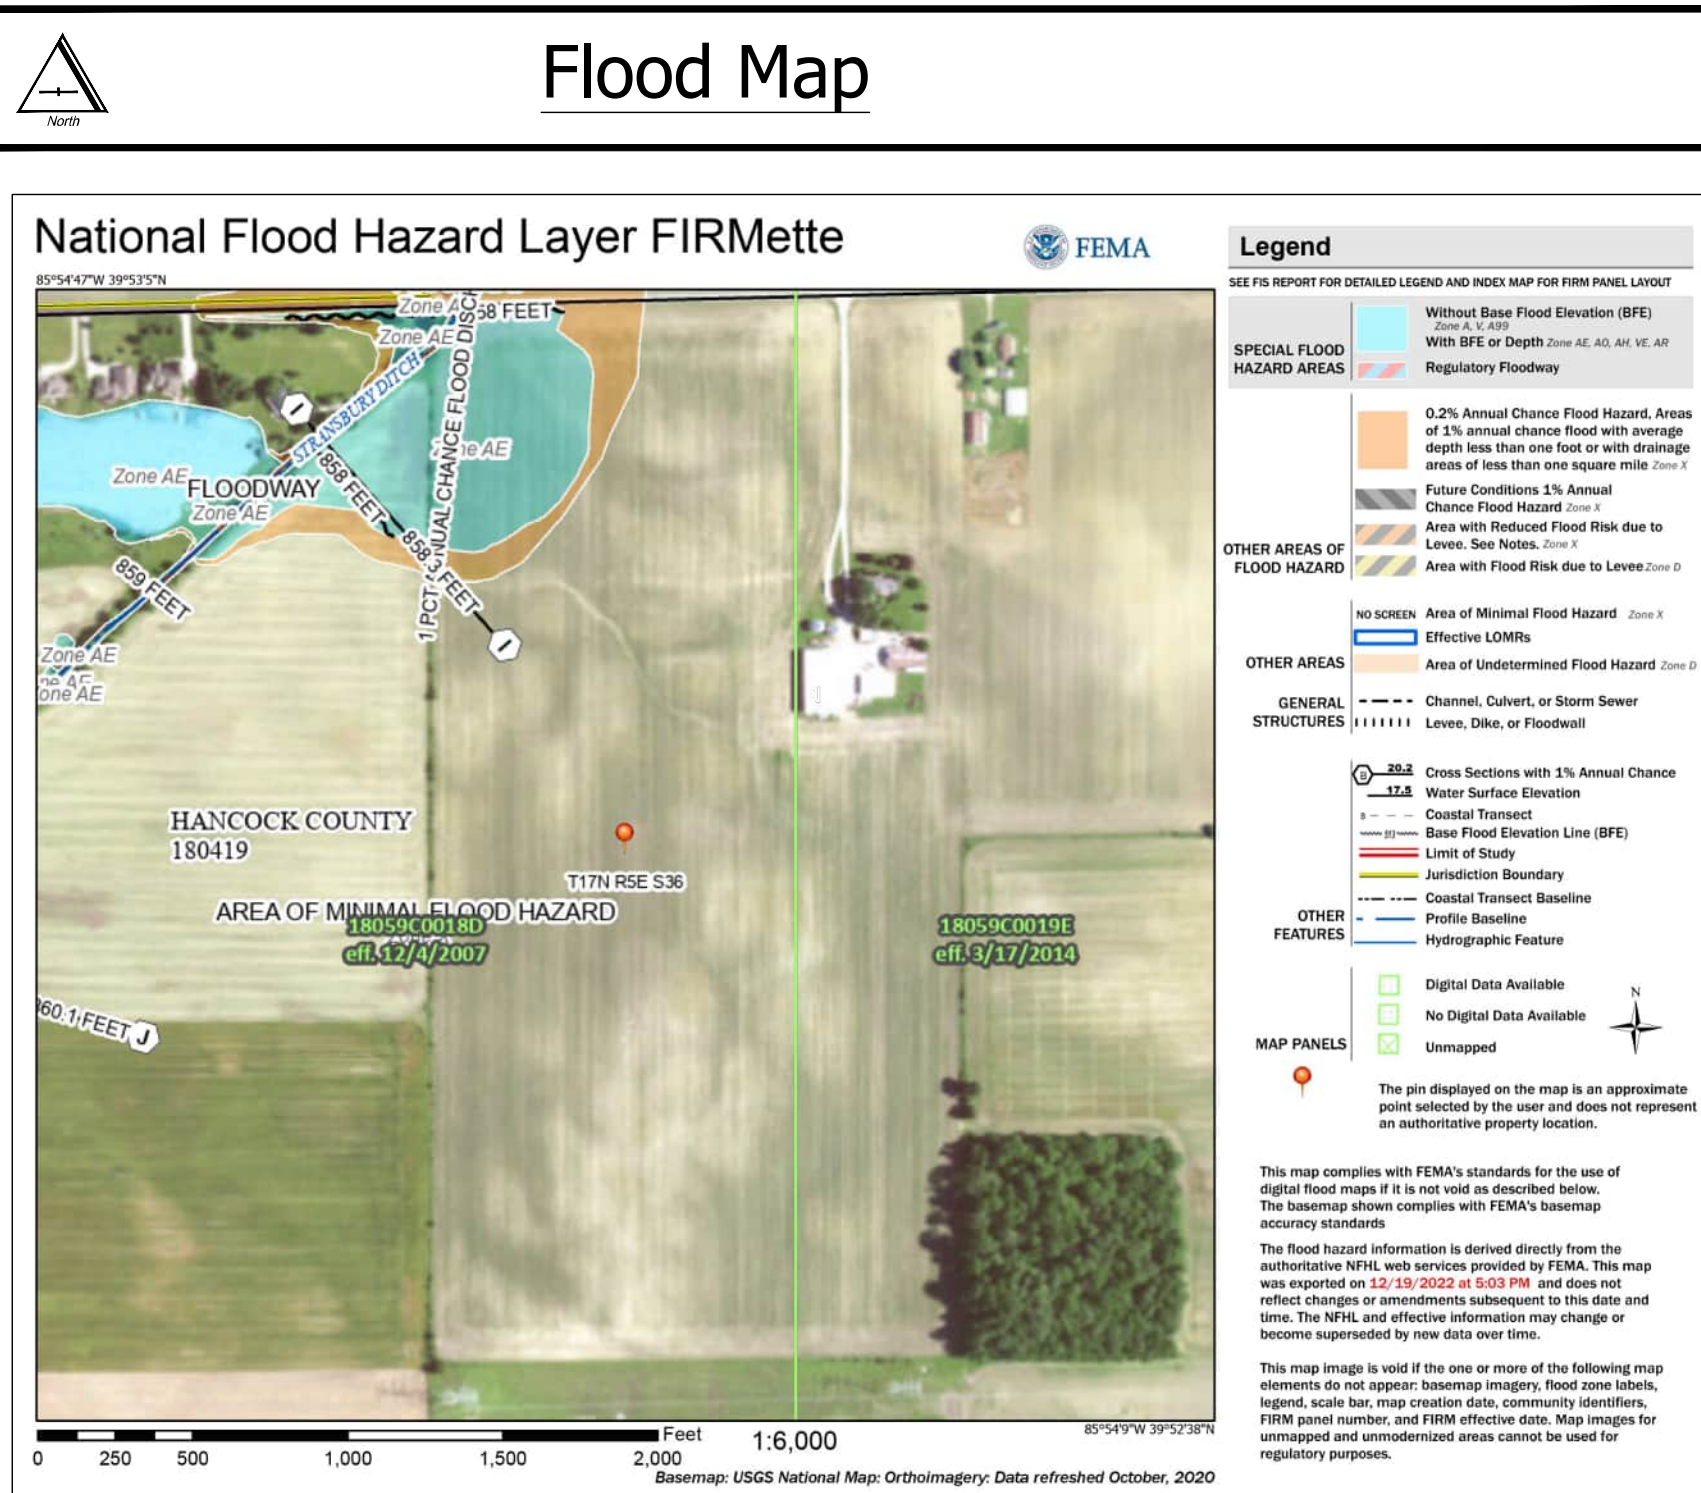 North
Flood Map
National Flood Hazard Layer FIRMette
FEMA
85°54'47"W 39°53'5"N
Zone A
58 FEET
Zone AE
STRANSBURY DITCH
I
Zone AE
FLOODWAY
Zone AE
858 FEET
858.3 FEET
859 FEET
I
Zone AE
HANCOCK COUNTY
180419
T17N R5E S36
AREA OF MINIMAL FLOOD HAZARD
18059C0018D
eff. 12/4/2007
18059C0019E
eff. 3/17/2014
60.1 FEET J
85°54'9"W 39°52'38"N
Feet
1:6,000
0 250 500 1,000 1,500 2,000
Basemap: USGS National Map: Orthoimagery: Data refreshed October, 2020
Legend
SEE FIS REPORT FOR DETAILED LEGEND AND INDEX MAP FOR FIRM PANEL LAYOUT
SPECIAL FLOOD
HAZARD AREAS
Without Base Flood Elevation (BFE)
Zone A, V, A99
With BFE or Depth Zone AE, AO, AH, VE, AR
Regulatory Floodway
OTHER AREAS OF
FLOOD HAZARD
0.2% Annual Chance Flood Hazard, Areas
of 1% annual chance flood with average
depth less than one foot or with drainage
areas of less than one square mile Zone X
Future Conditions 1% Annual
Chance Flood Hazard Zone X
Area with Reduced Flood Risk due to
Levee. See Notes. Zone X
Area with Flood Risk due to Levee Zone D
OTHER AREAS
NO SCREEN Area of Minimal Flood Hazard Zone X
Effective LOMRs
Area of Undetermined Flood Hazard Zone D
GENERAL
STRUCTURES
Channel, Culvert, or Storm Sewer
Levee, Dike, or Floodwall
OTHER
FEATURES
B 20.2 Cross Sections with 1% Annual Chance
17.5 Water Surface Elevation
8 Coastal Transect
513 Base Flood Elevation Line (BFE)
Limit of Study
Jurisdiction Boundary
Coastal Transect Baseline
Profile Baseline
Hydrographic Feature
MAP PANELS
Digital Data Available
No Digital Data Available
Unmapped
N
The pin displayed on the map is an approximate
point selected by the user and does not represent
an authoritative property location.
This map complies with FEMA's standards for the use of
digital flood maps if it is not void as described below.
The basemap shown complies with FEMA's basemap
accuracy standards
The flood hazard information is derived directly from the
authoritative NFHL web services provided by FEMA. This map
was exported on 12/19/2022 at 5:03 PM and does not
reflect changes or amendments subsequent to this date and
time. The NFHL and effective information may change or
become superseded by new data over time.
This map image is void if the one or more of the following map
elements do not appear: basemap imagery, flood zone labels,
legend, scale bar, map creation date, community identifiers,
FIRM panel number, and FIRM effective date. Map images for
unmapped and unmodernized areas cannot be used for
regulatory purposes.